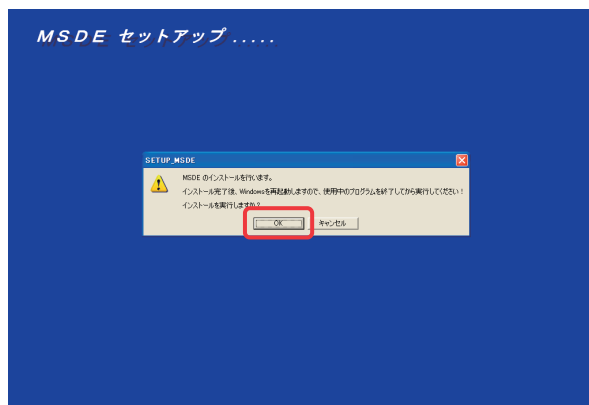 MSDE セットアップ .....
SETUP_MSDE
MSDE のインストールを行います。
インストール完了後、Windowsを再起動しますので、使用中のプログラムを終了してから実行してください！
インストールを実行しますか？
OK
キャンセル